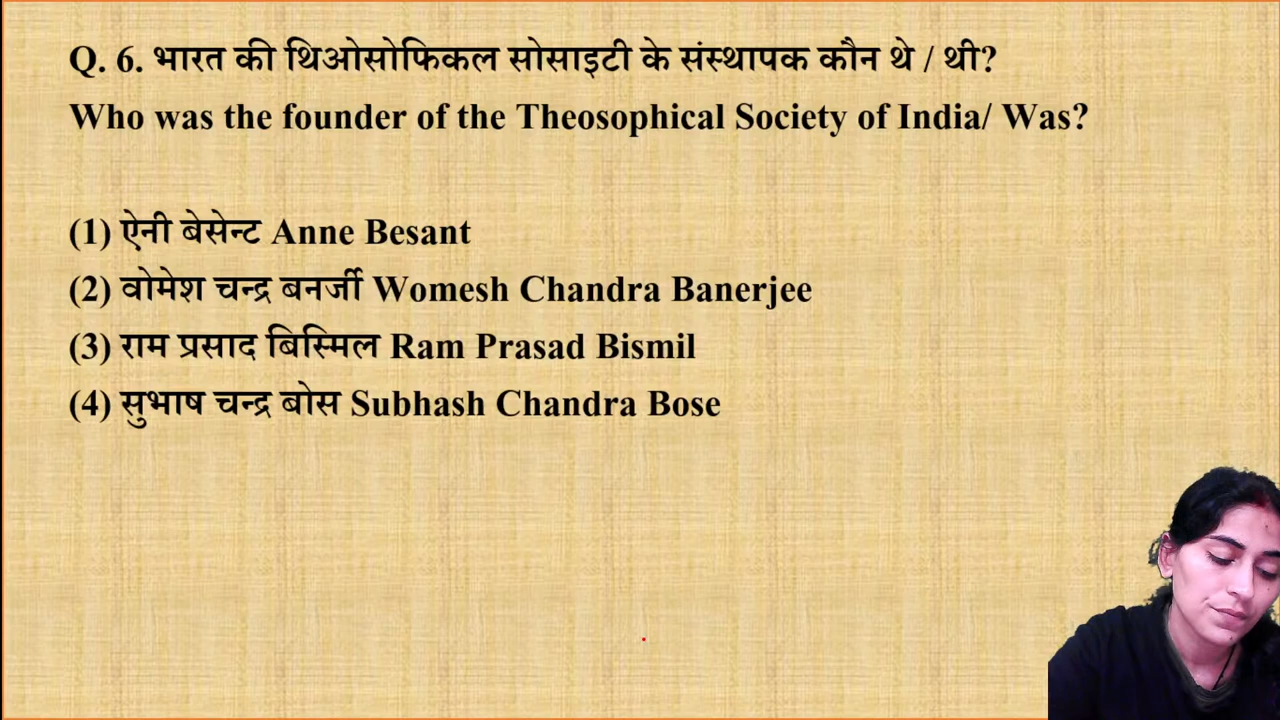 Q. 6. भारत की थिओसोफिकल सोसाइटी के संस्थापक कौन थे / थी?
Who was the founder of the Theosophical Society of India/ Was?
(1) ऐनी बेसेन्ट Anne Besant
(2) वोमेश चन्द्र बनर्जी Womesh Chandra Banerjee
(3) राम प्रसाद बिस्मिल Ram Prasad Bismil
(4) सुभाष चन्द्र बोस Subhash Chandra Bose